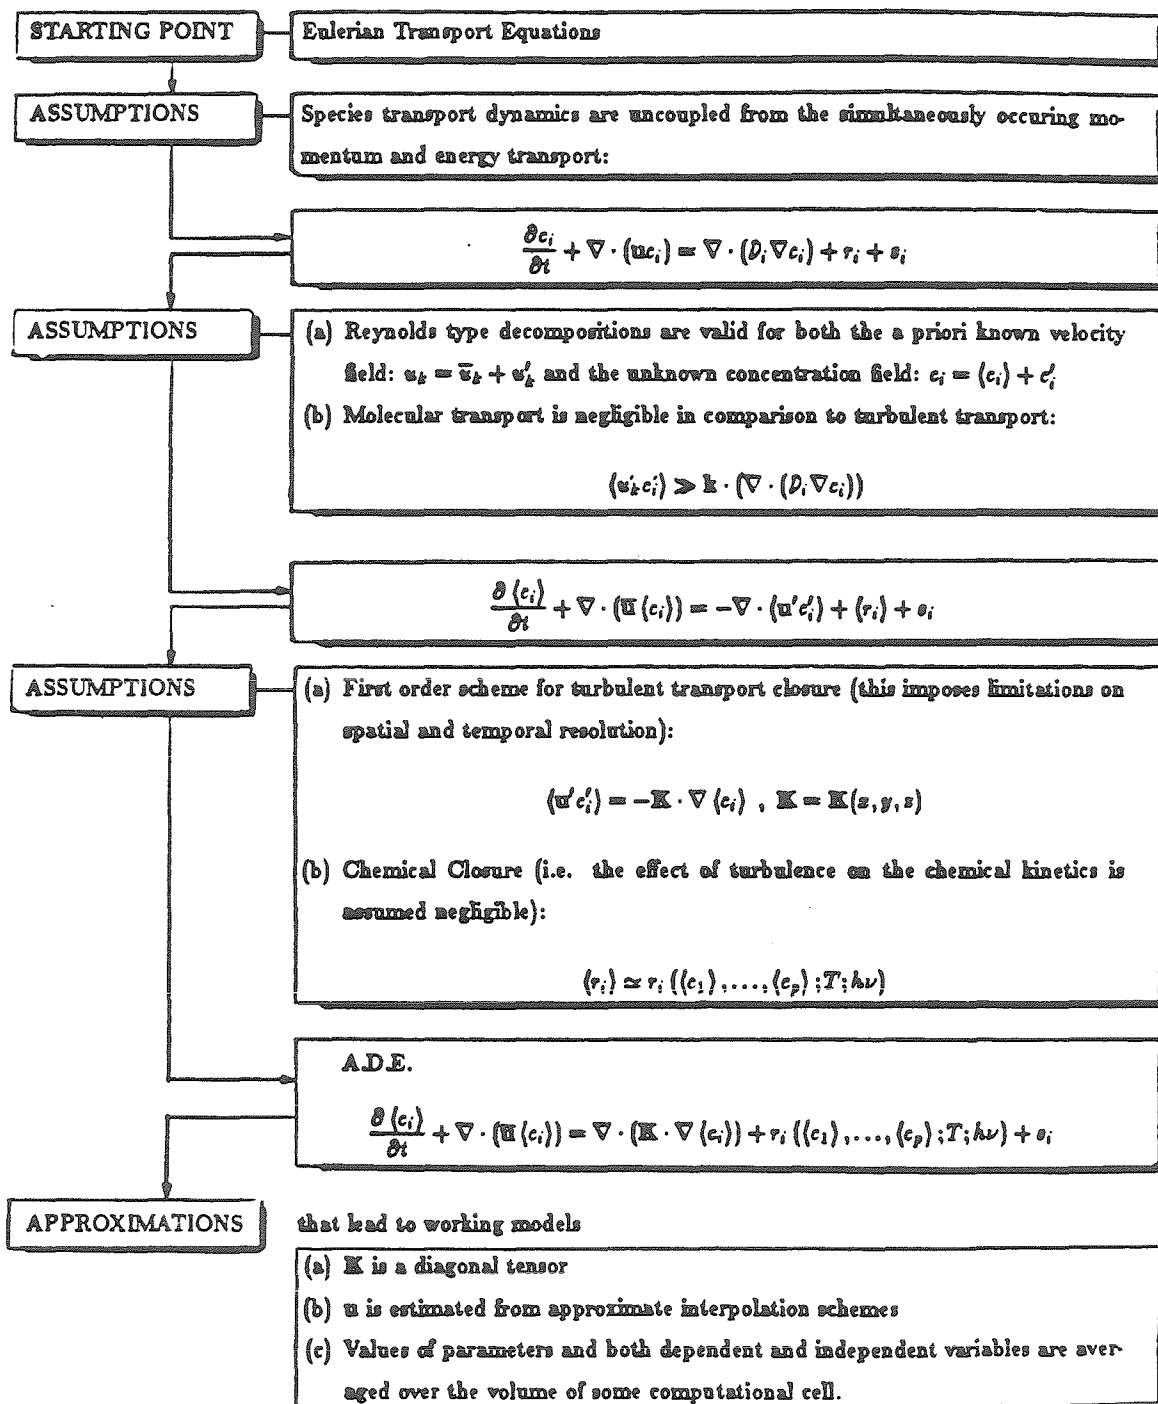 STARTING POINT
Eulerian Transport Equations
ASSUMPTIONS
Species transport dynamics are uncoupled from the simultaneously occuring mo-
mentum and energy transport:
∂c_i/∂t + ∇ · (uc_i) = ∇ · (D_i∇c_i) + r_i + s_i
ASSUMPTIONS
(a) Reynolds type decompositions are valid for both the a priori known velocity
field: u_k = ū_k + u′_k and the unknown concentration field: c_i = ⟨c_i⟩ + c′_i
(b) Molecular transport is negligible in comparison to turbulent transport:
⟨u′_k c′_i⟩ ≫ k · (∇ · (D_i∇c_i))
∂⟨c_i⟩/∂t + ∇ · (ū⟨c_i⟩) = −∇ · ⟨u′c′_i⟩ + ⟨r_i⟩ + s_i
ASSUMPTIONS
(a) First order scheme for turbulent transport closure (this imposes limitations on
spatial and temporal resolution):
⟨u′c′_i⟩ = −K · ∇⟨c_i⟩ , K = K(x, y, z)
(b) Chemical Closure (i.e. the effect of turbulence on the chemical kinetics is
assumed negligible):
⟨r_i⟩ ≃ r_i (⟨c_1⟩,....,⟨c_p⟩;T;hν)
A.D.E.
∂⟨c_i⟩/∂t + ∇ · (ū⟨c_i⟩) = ∇ · (K · ∇⟨c_i⟩) + r_i (⟨c_1⟩,...,⟨c_p⟩;T;hν) + s_i
APPROXIMATIONS
that lead to working models
(a) K is a diagonal tensor
(b) u is estimated from approximate interpolation schemes
(c) Values of parameters and both dependent and independent variables are aver-
aged over the volume of some computational cell.